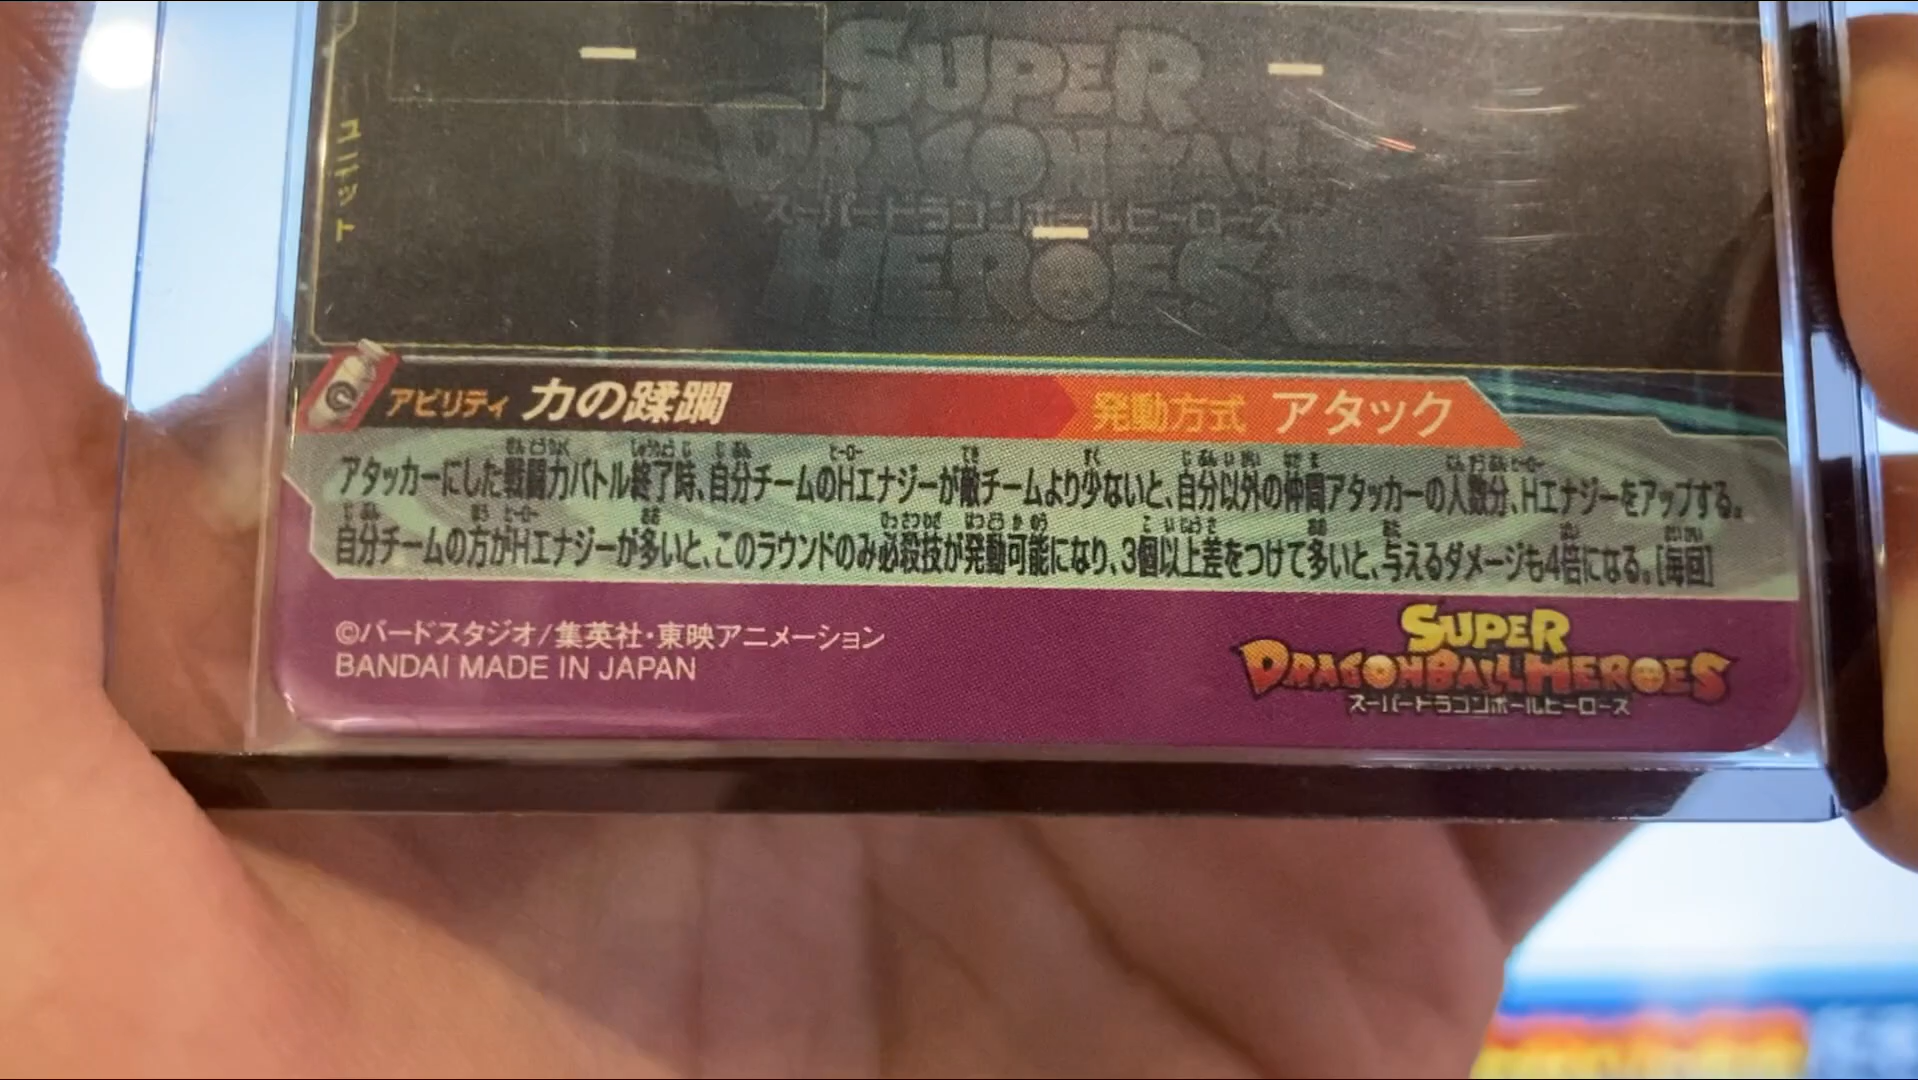 SUPER
DRAGONBALL
スーパードラゴンボールヒーローズ
HEROES
ユニット
アビリティ 力の蹂躙 発動方式 アタック
アタッカーにした戦闘力バトル終了時、自分チームのHエナジーが敵チームより少ないと、自分以外の仲間アタッカーの人数分、Hエナジーをアップする。
自分チームの方がHエナジーが多いと、このラウンドのみ必殺技が発動可能になり、3個以上差をつけて多いと、与えるダメージも4倍になる。[毎回]
©バードスタジオ/集英社・東映アニメーション
BANDAI MADE IN JAPAN
SUPER
DRAGONBALL HEROES
スーパードラゴンボールヒーローズ